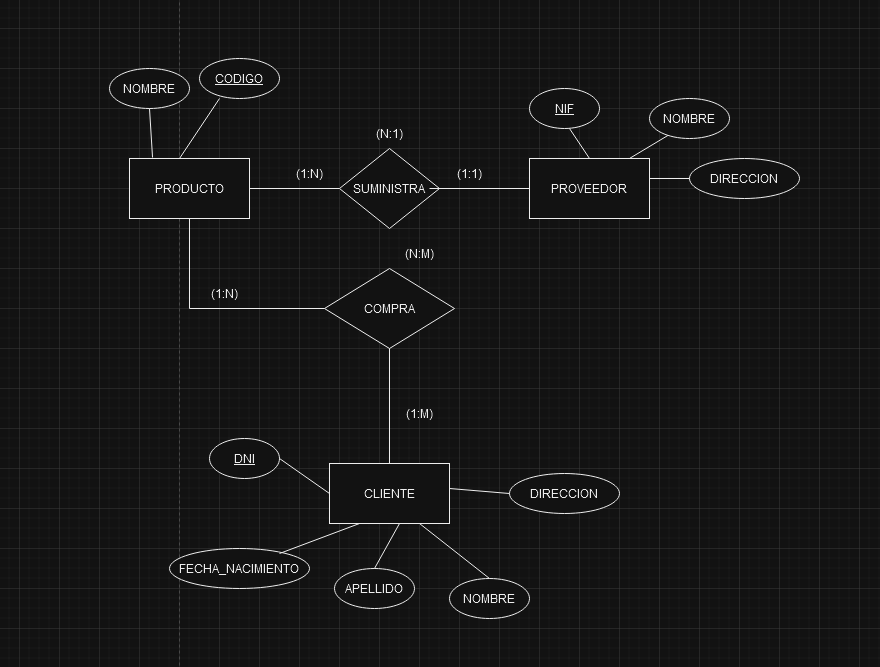 NOMBRE
CODIGO
NIF
NOMBRE
(N:1)
(1:N)
(1:1)
PRODUCTO
SUMINISTRA
PROVEEDOR
DIRECCION
(N:M)
(1:N)
COMPRA
(1:M)
DNI
CLIENTE
DIRECCION
FECHA_NACIMIENTO
APELLIDO
NOMBRE